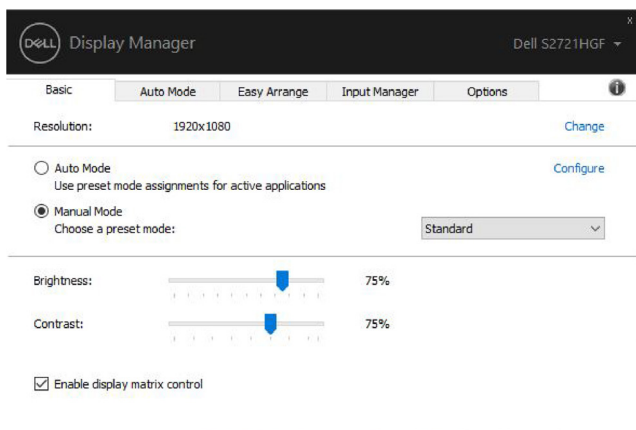 x
DELL Display Manager Dell S2721HGF
Basic Auto Mode Easy Arrange Input Manager Options i
Resolution: 1920x1080 Change
Auto Mode Configure
Use preset mode assignments for active applications
Manual Mode
Choose a preset mode: Standard
Brightness: 75%
Contrast: 75%
Enable display matrix control